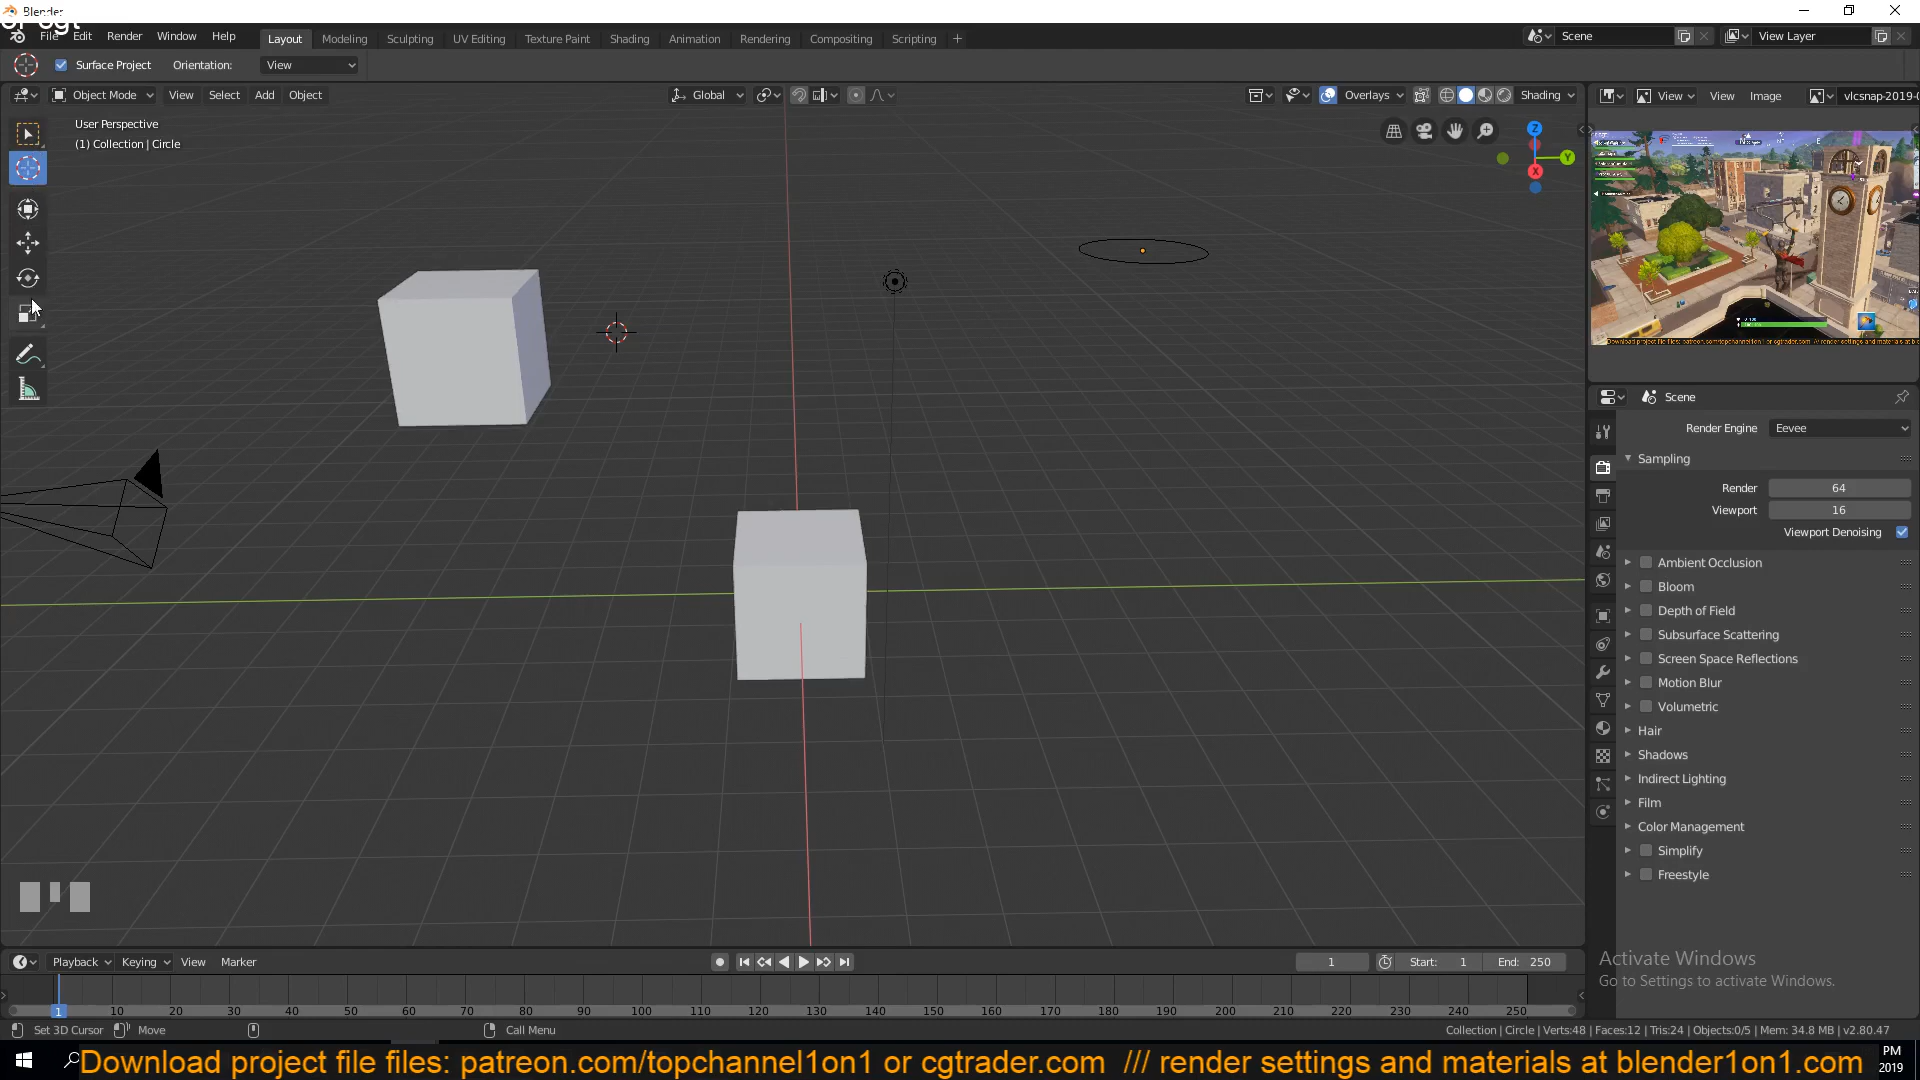 Blender
File Edit Render Window Help Layout Modeling Sculpting UV Editing Texture Paint Shading Animation Rendering Compositing Scripting + Scene View Layer
Surface Project Orientation: View
Object Mode View Select Add Object Global Overlays Shading View View Image vlcsnap-2019-0
User Perspective
(1) Collection | Circle
Z
Y
X
Scene
Render Engine Eevee
Sampling
Render 64
Viewport 16
Viewport Denoising
Ambient Occlusion
Bloom
Depth of Field
Subsurface Scattering
Screen Space Reflections
Motion Blur
Volumetric
Hair
Shadows
Indirect Lighting
Film
Color Management
Simplify
Freestyle
Activate Windows
Go to Settings to activate Windows.
Playback Keying View Marker 1 Start: 1 End: 250
1 10 20 30 40 50 60 70 80 90 100 110 120 130 140 150 160 170 180 190 200 210 220 230 240 250
Set 3D Cursor Move Call Menu Collection | Circle | Verts:48 | Faces:12 | Tris:24 | Objects:0/5 | Mem: 34.8 MB | v2.80.47
Download project file files: patreon.com/topchannel1on1 or cgtrader.com /// render settings and materials at blender1on1.com
PM
2019